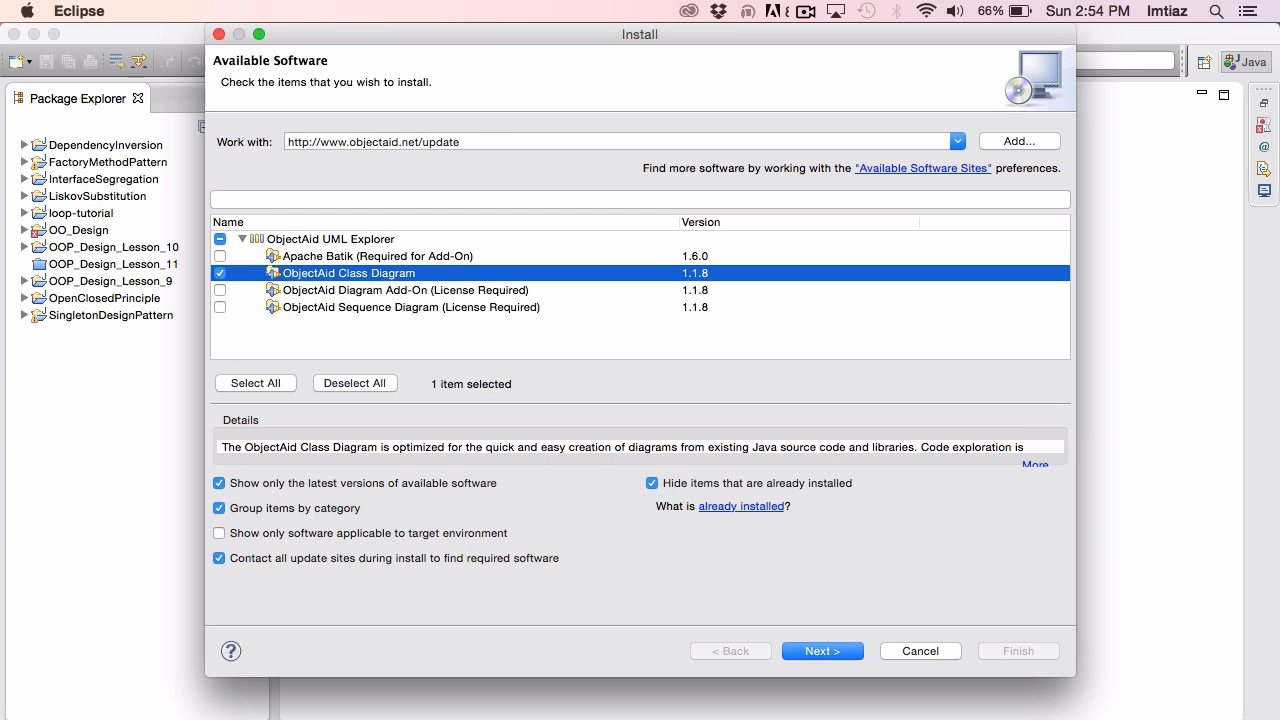 Eclipse 66% Sun 2:54 PM Imtiaz
Install
Available Software
Check the items that you wish to install.
Java
Package Explorer
Work with: http://www.objectaid.net/update Add...
Find more software by working with the "Available Software Sites" preferences.
DependencyInversion
FactoryMethodPattern
InterfaceSegregation
LiskovSubstitution
loop-tutorial
OO_Design
OOP_Design_Lesson_10
OOP_Design_Lesson_11
OOP_Design_Lesson_9
OpenClosedPrinciple
SingletonDesignPattern
Name Version
ObjectAid UML Explorer
Apache Batik (Required for Add-On) 1.6.0
ObjectAid Class Diagram 1.1.8
ObjectAid Diagram Add-On (License Required) 1.1.8
ObjectAid Sequence Diagram (License Required) 1.1.8
Select All Deselect All 1 item selected
Details
The ObjectAid Class Diagram is optimized for the quick and easy creation of diagrams from existing Java source code and libraries. Code exploration is
More
Show only the latest versions of available software Hide items that are already installed
Group items by category What is already installed?
Show only software applicable to target environment
Contact all update sites during install to find required software
? < Back Next > Cancel Finish